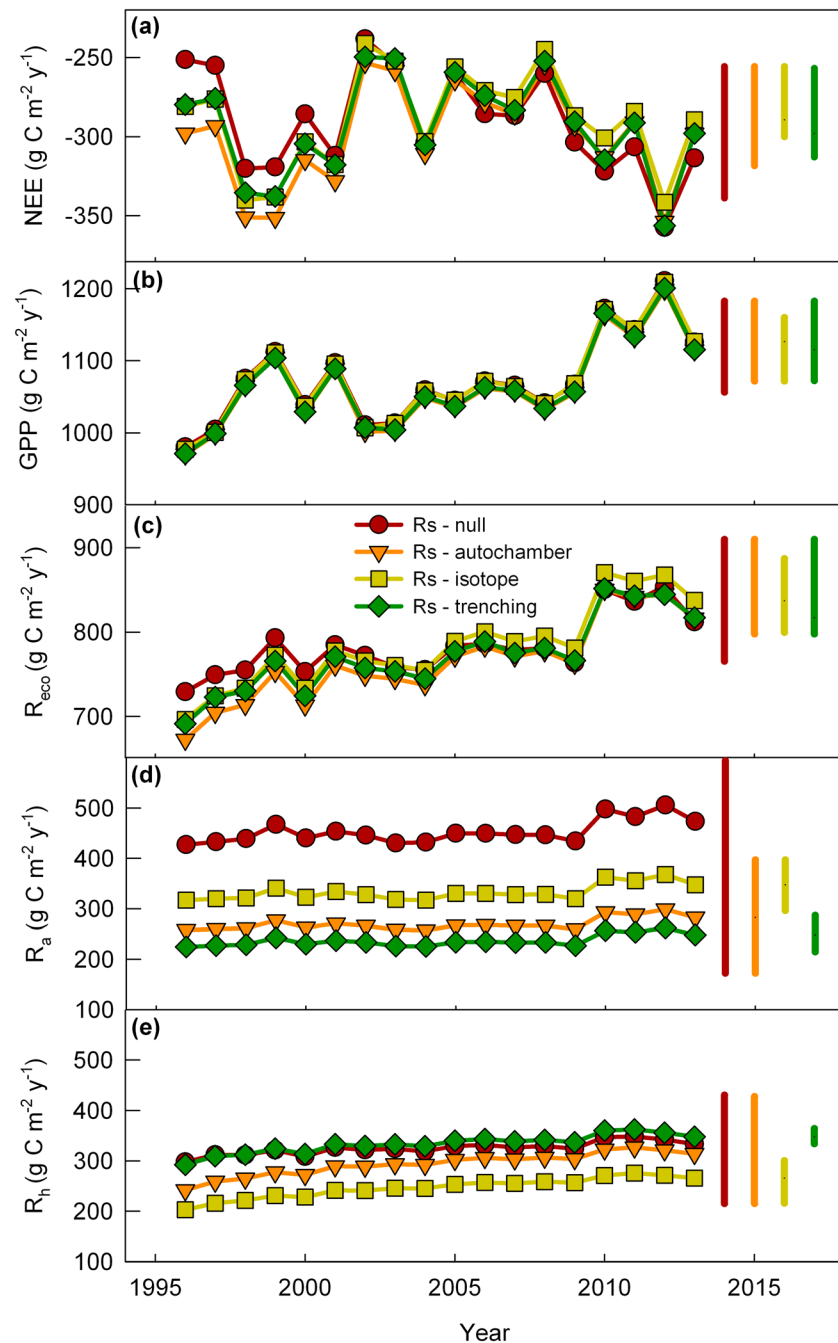 (a)
-250
-300
-350
NEE (g C m-2 y-1)
(b)
1200
1100
1000
900
GPP (g C m-2 y-1)
(c)
Rs - null
Rs - autochamber
Rs - isotope
Rs - trenching
900
800
700
Reco (g C m-2 y-1)
(d)
500
400
300
200
100
Ra (g C m-2 y-1)
(e)
500
400
300
200
100
Rh (g C m-2 y-1)
1995 2000 2005 2010 2015
Year